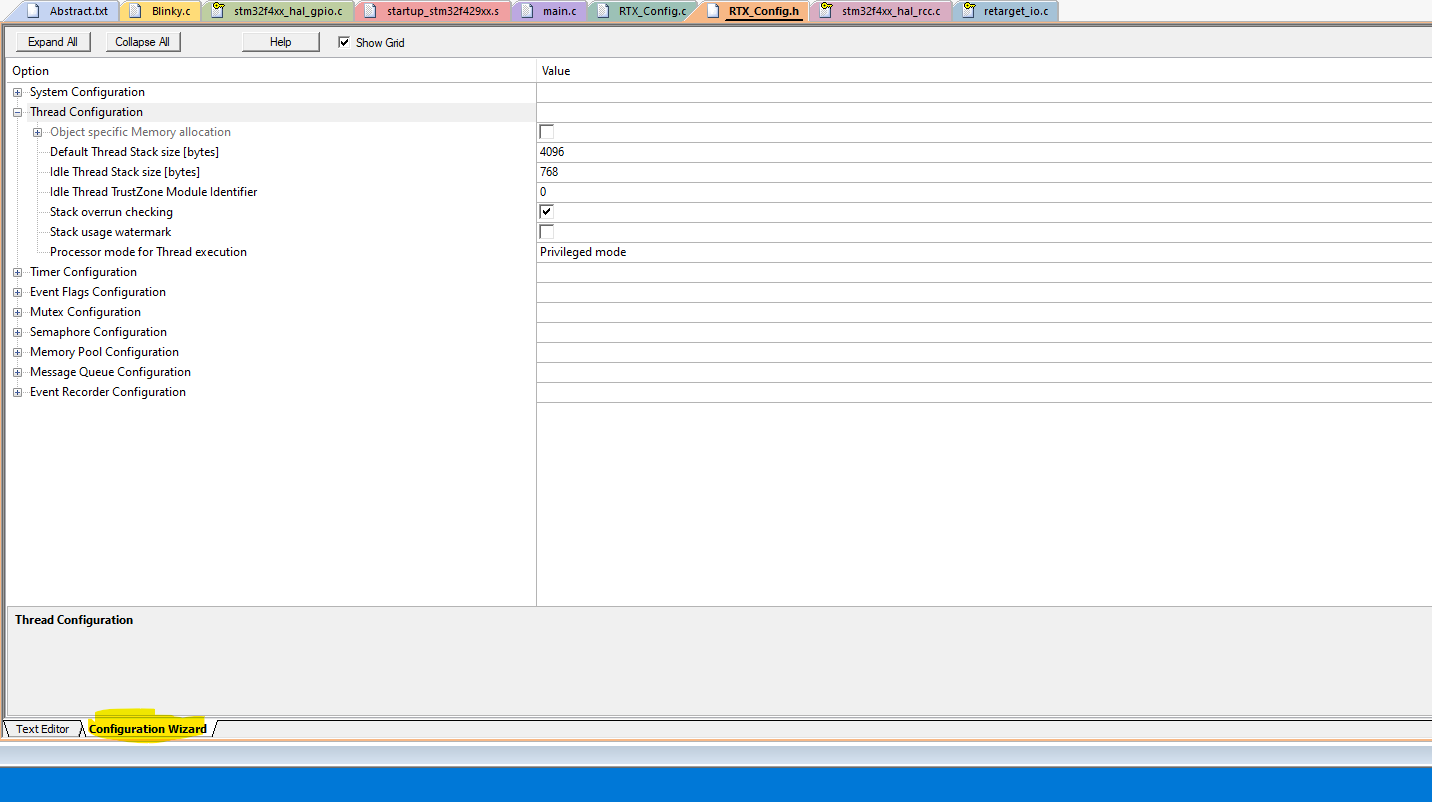 Abstract.txt Blinky.c stm32f4xx_hal_gpio.c startup_stm32f429xx.s main.c RTX_Config.c RTX_Config.h stm32f4xx_hal_rcc.c retarget_io.c
Expand All Collapse All Help Show Grid
Option Value
System Configuration
Thread Configuration
Object specific Memory allocation
Default Thread Stack size [bytes] 4096
Idle Thread Stack size [bytes] 768
Idle Thread TrustZone Module Identifier 0
Stack overrun checking
Stack usage watermark
Processor mode for Thread execution Privileged mode
Timer Configuration
Event Flags Configuration
Mutex Configuration
Semaphore Configuration
Memory Pool Configuration
Message Queue Configuration
Event Recorder Configuration
Thread Configuration
Text Editor Configuration Wizard